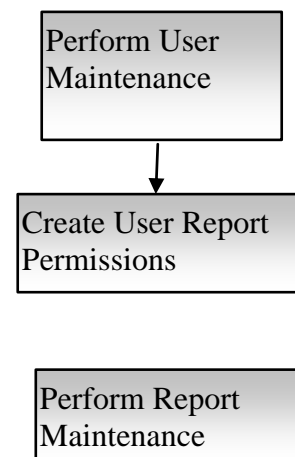 Perform User
Maintenance
Create User Report
Permissions
Perform Report
Maintenance